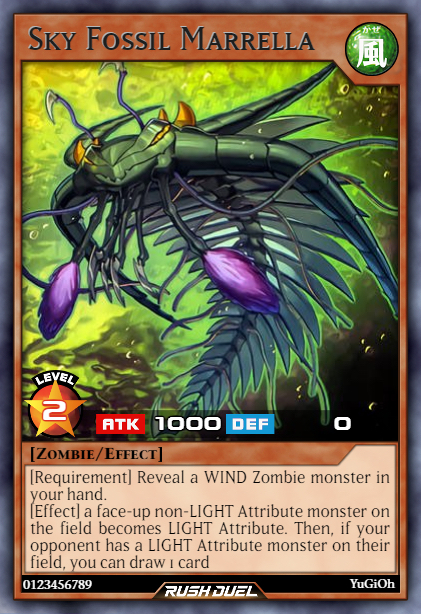 Sky Fossil Marrella
かぜ
風
LEVEL
2
ATK 1000 DEF 0
[Zombie/Effect]
[Requirement] Reveal a WIND Zombie monster in
your hand.
[Effect] a face-up non-LIGHT Attribute monster on
the field becomes LIGHT Attribute. Then, if your
opponent has a LIGHT Attribute monster on their
field, you can draw 1 card
0123456789
RUSH DUEL
YuGiOh